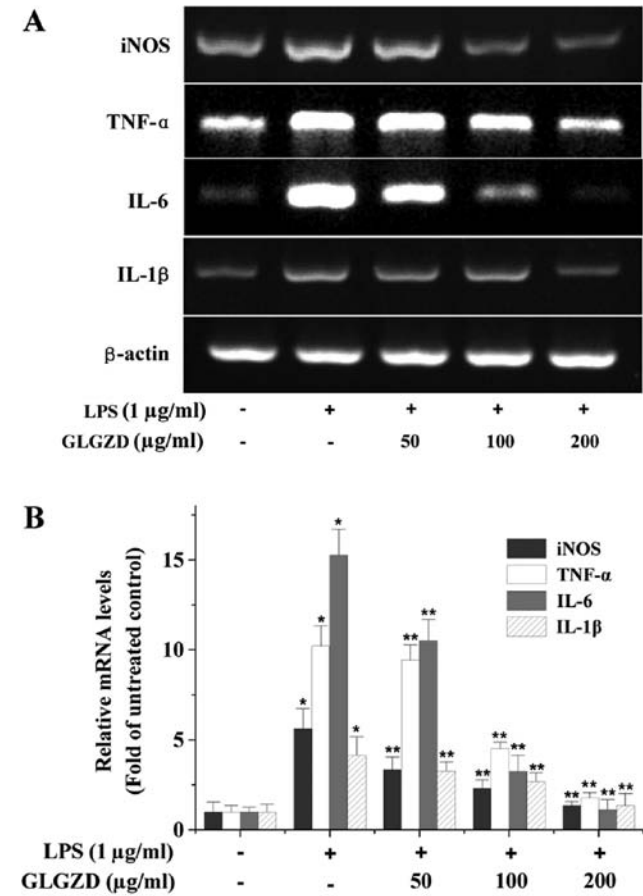 A
iNOS
TNF-α
IL-6
IL-1β
β-actin
LPS (1 μg/ml) - + + + +
GLGZD (μg/ml) - - 50 100 200
B
Relative mRNA levels
(Fold of untreated control)
15
10
5
0
* * * *
** ** ** **
** ** ** **
** ** ** **
iNOS
TNF-α
IL-6
IL-1β
LPS (1 μg/ml) - + + + +
GLGZD (μg/ml) - - 50 100 200